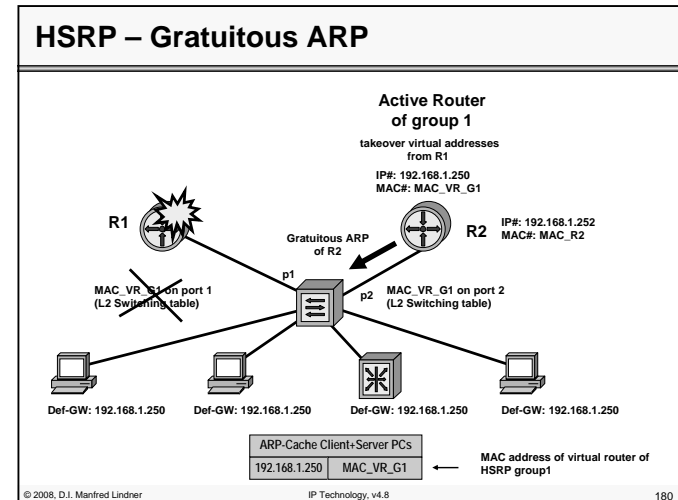 HSRP – Gratuitous ARP
Active Router
of group 1
takeover virtual addresses
from R1
IP#: 192.168.1.250
MAC#: MAC_VR_G1
R1
Gratuitous ARP
of R2
R2
IP#: 192.168.1.252
MAC#: MAC_R2
p1
MAC_VR_G1 on port 1
(L2 Switching table)
p2
MAC_VR_G1 on port 2
(L2 Switching table)
Def-GW: 192.168.1.250
Def-GW: 192.168.1.250
Def-GW: 192.168.1.250
Def-GW: 192.168.1.250
ARP-Cache Client+Server PCs
192.168.1.250 MAC_VR_G1
MAC address of virtual router of
HSRP group1
© 2008, D.I. Manfred Lindner
IP Technology, v4.8
180